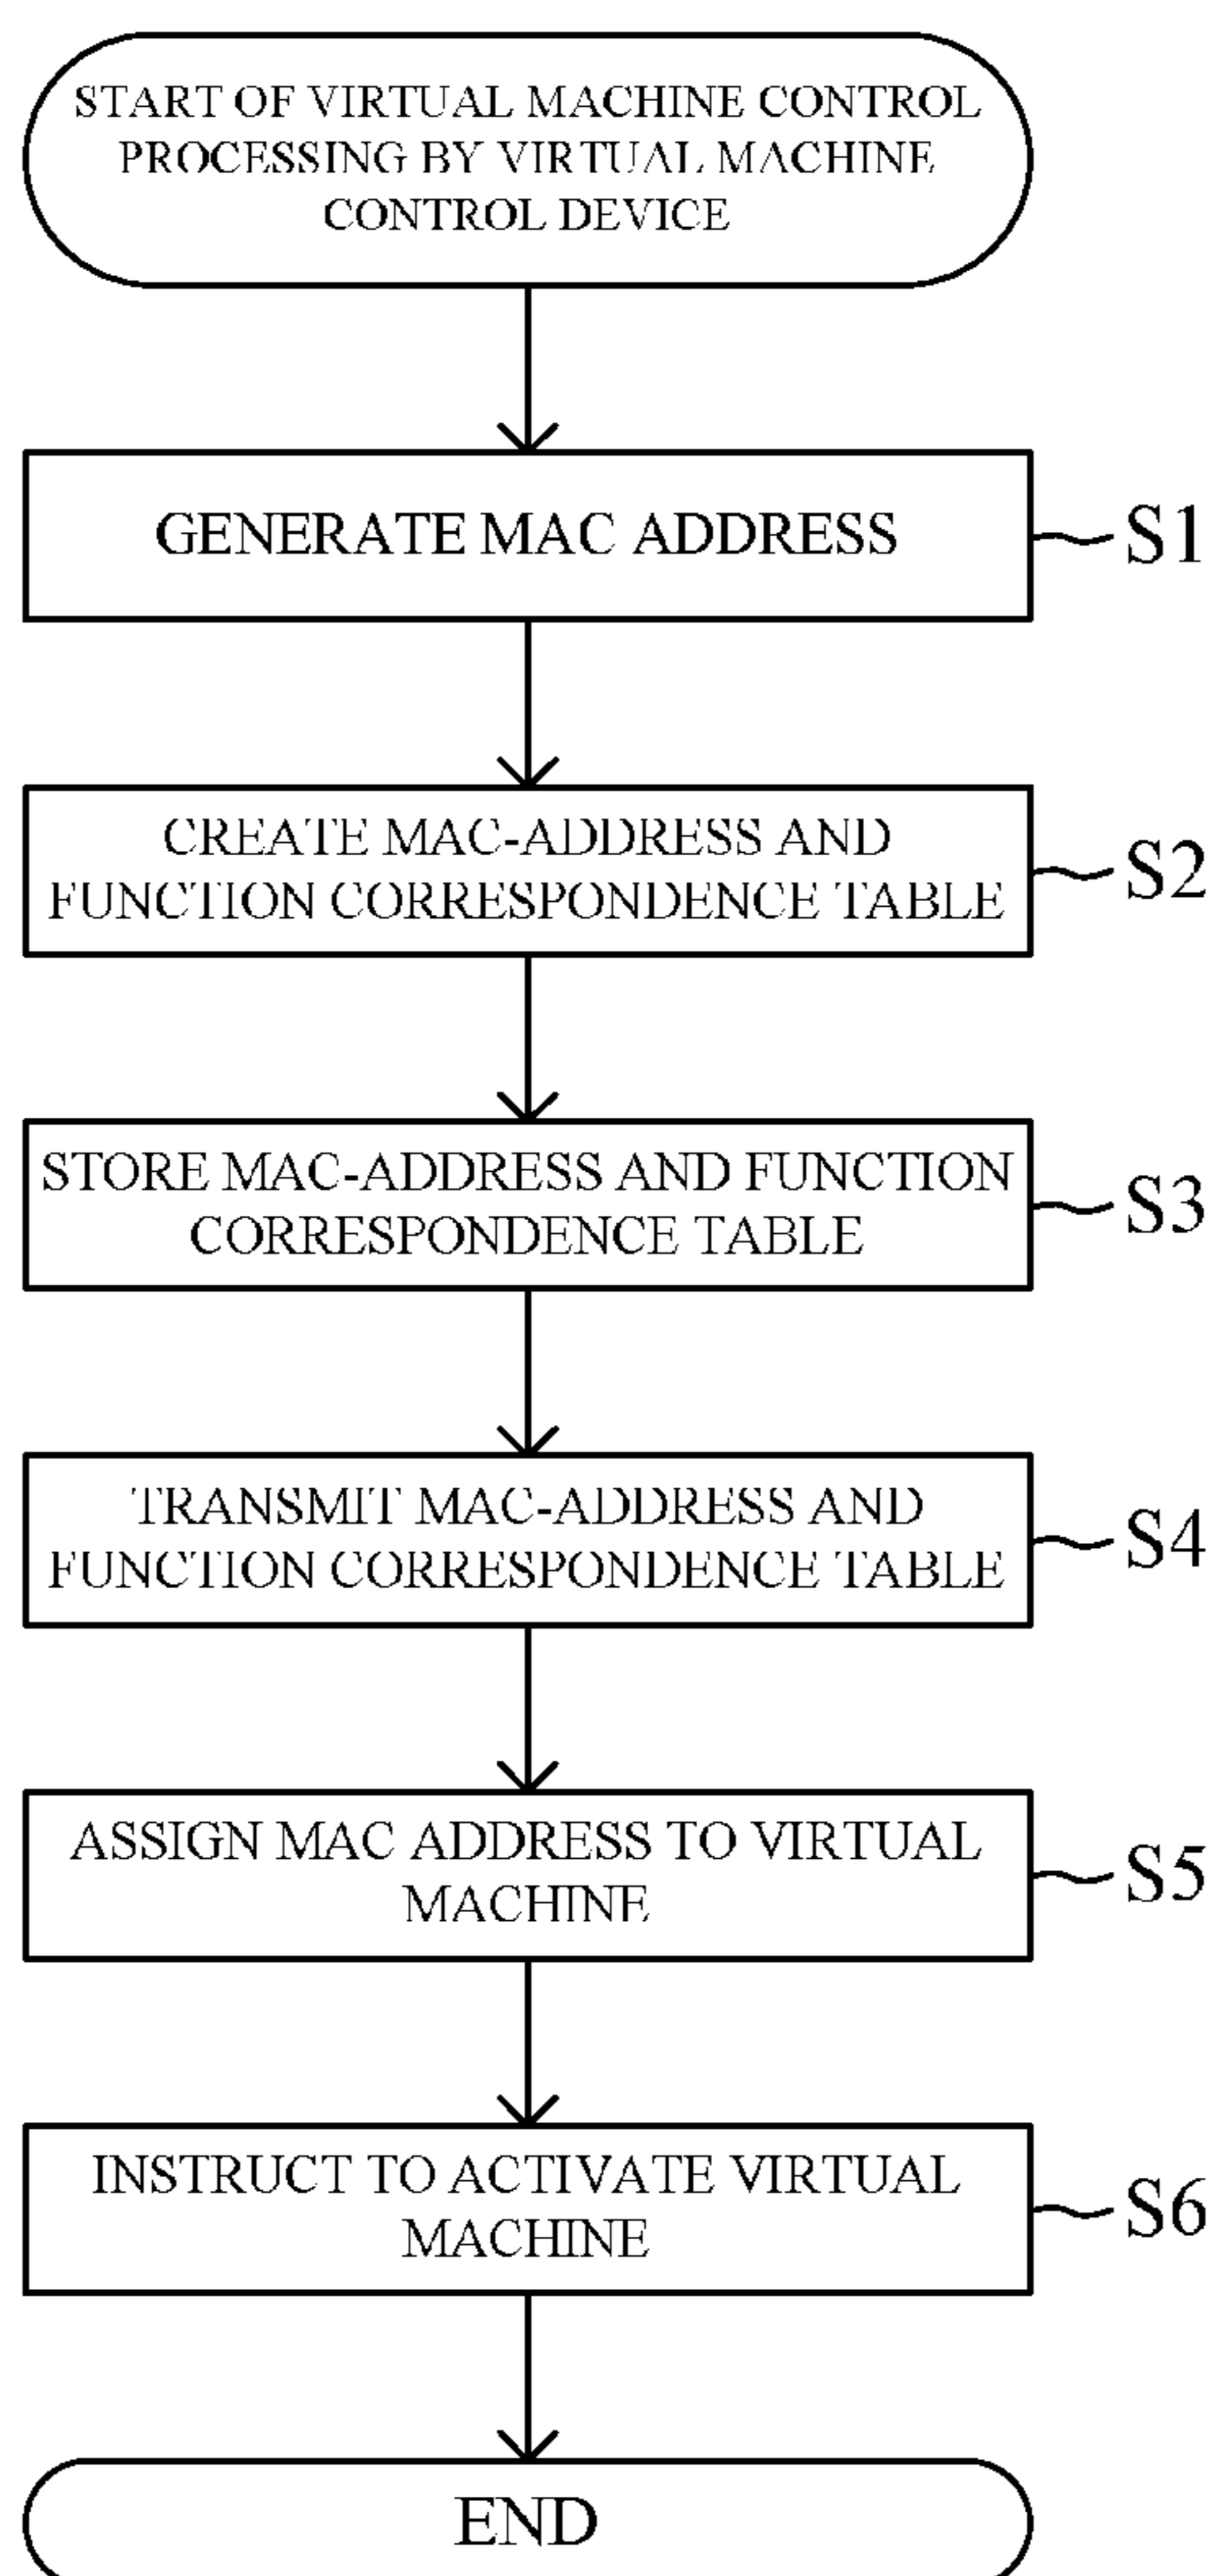 START OF VIRTUAL MACHINE CONTROL
PROCESSING BY VIRTUAL MACHINE
CONTROL DEVICE
GENERATE MAC ADDRESS
S1
CREATE MAC-ADDRESS AND
FUNCTION CORRESPONDENCE TABLE
S2
STORE MAC-ADDRESS AND FUNCTION
CORRESPONDENCE TABLE
S3
TRANSMIT MAC-ADDRESS AND
FUNCTION CORRESPONDENCE TABLE
S4
ASSIGN MAC ADDRESS TO VIRTUAL
MACHINE
S5
INSTRUCT TO ACTIVATE VIRTUAL
MACHINE
S6
END